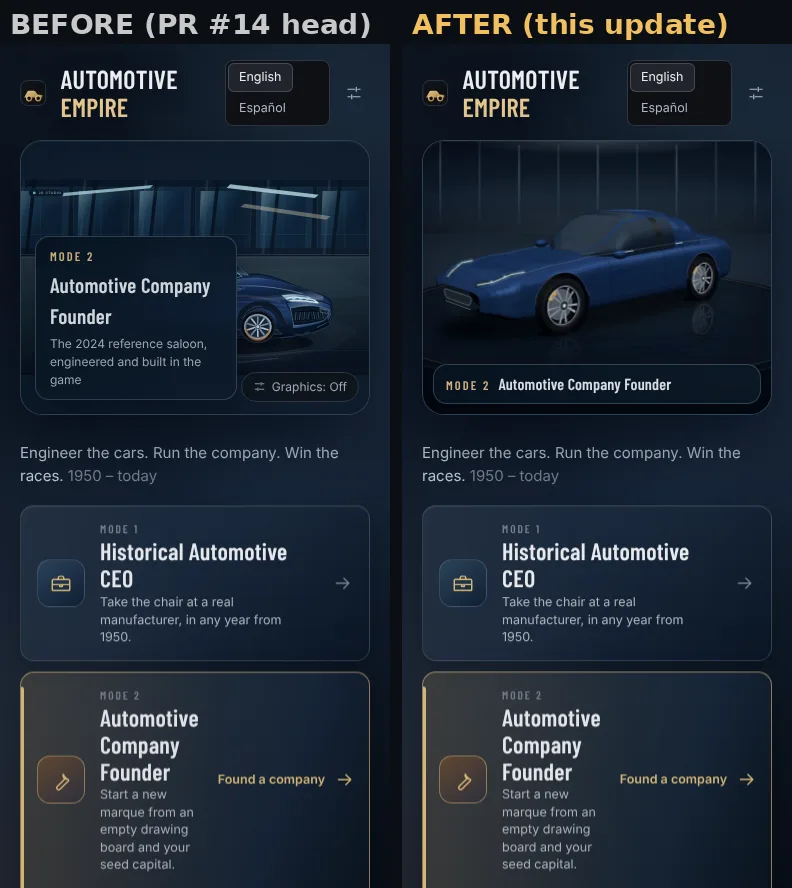 BEFORE (PR #14 head)
AUTOMOTIVE
EMPIRE
English
Español
MODE 2
Automotive Company
Founder
The 2024 reference saloon,
engineered and built in the
game
Graphics: Off
Engineer the cars. Run the company. Win the
races. 1950 – today
MODE 1
Historical Automotive
CEO
Take the chair at a real
manufacturer, in any year from
1950.
MODE 2
Automotive
Company
Founder
Start a new
marque from an
empty drawing
board and your
seed capital.
Found a company
AFTER (this update)
AUTOMOTIVE
EMPIRE
English
Español
MODE 2 Automotive Company Founder
Engineer the cars. Run the company. Win the
races. 1950 – today
MODE 1
Historical Automotive
CEO
Take the chair at a real
manufacturer, in any year from
1950.
MODE 2
Automotive
Company
Founder
Start a new
marque from an
empty drawing
board and your
seed capital.
Found a company